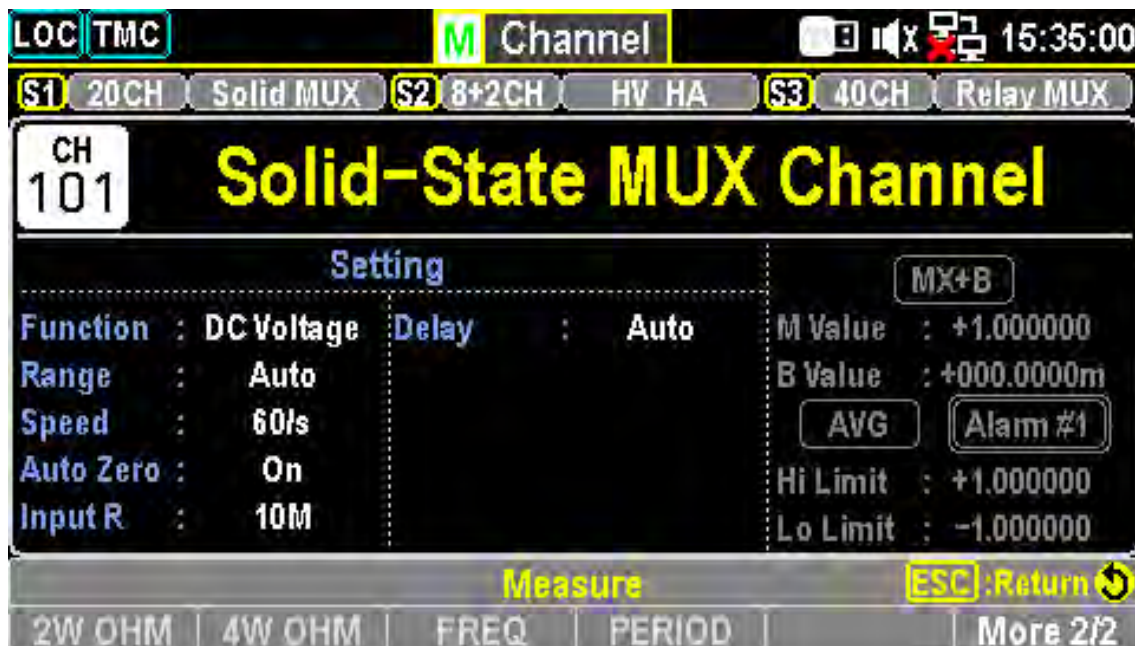 LOC TMC M Channel 15:35:00
S1 20CH Solid MUX S2 8+2CH HV HA S3 40CH Relay MUX
CH
101
Solid-State MUX Channel
Setting
MX+B
Function : DC Voltage Delay : Auto M Value : +1.000000
Range : Auto B Value : +000.0000m
Speed : 60/s AVG Alarm #1
Auto Zero : On Hi Limit : +1.000000
Input R : 10M Lo Limit : -1.000000
Measure ESC :Return
2W OHM 4W OHM FREQ PERIOD More 2/2